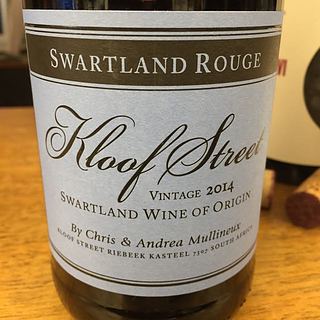 SWARTLAND ROUGE
Kloof Street
VINTAGE 2014
SWARTLAND WINE OF ORIGIN
By Chris & Andrea Mullineux
KLOOF STREET RIEBEEK KASTEEL 7307 SOUTH AFRICA